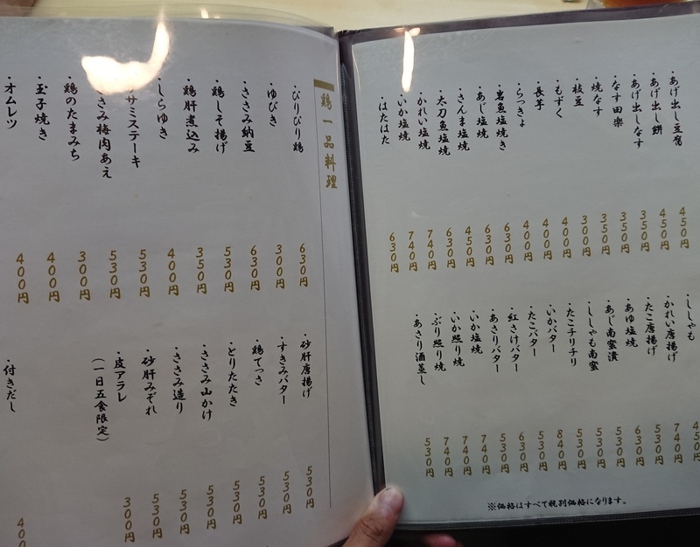 ・あげ出し豆腐 450円
・あげ出し餅 450円
・あげ出しなす 350円
・なす田楽 350円
・焼なす 350円
・枝豆 300円
・もずく 400円
・長芋 400円
・らっきょ 400円
・岩魚塩焼き 630円
・あじ塩焼 630円
・さんま塩焼 450円
・太刀魚塩焼 630円
・かれい塩焼 740円
・いか塩焼 740円
・はたはた 630円
ししゃも 450
・かれい唐揚げ 740円
・たこ唐揚げ 530円
・あゆ塩焼 630円
・あじ南蛮漬 530円
・ししゃも南蛮 530円
・たこチリチリ 530円
・いかバター 840円
・たこバター 530円
・紅さけバター 630円
・あさりバター 530円
・いか塩焼 740円
・いか照り焼 740円
・ぶり照り焼 740円
・あさり酒蒸し 530円
※価格はすべて税別価格になります。
鶏一品料理
・ぴりぴり鶏 630円
・ゆびき 300円
・ささみ納豆 630円
・鶏しそ揚げ 530円
・鶏肝煮込み 350円
・しらゆき 400円
サミステーキ 530円
さみ梅肉あえ 530円
・鶏のたまみち 300円
・玉子焼き 400円
・オムレツ 400円
・砂肝唐揚げ 530円
・すきみバター 530円
・鶏てっさ 530円
・とりたたき 530円
・ささみ山かけ 530円
・ささみ造り 530円
・砂肝みぞれ 530円
・皮アラレ 300円
(一日五食限定)
・付きだし 400